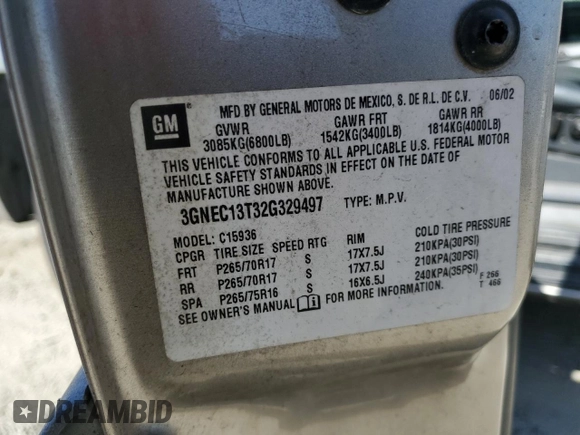 GM
MFD BY GENERAL MOTORS DE MEXICO, S. DE R.L. DE C.V. 06/02
GVWR GAWR FRT GAWR RR
3085KG(6800LB) 1542KG(3400LB) 1814KG(4000LB)
THIS VEHICLE CONFORMS TO ALL APPLICABLE U.S. FEDERAL MOTOR
VEHICLE SAFETY STANDARDS IN EFFECT ON THE DATE OF
MANUFACTURE SHOWN ABOVE.
3GNEC13T32G329497 TYPE: M.P.V.
MODEL: C15936
CPGR TIRE SIZE SPEED RTG RIM COLD TIRE PRESSURE
FRT P265/70R17 S 17X7.5J 210KPA(30PSI)
RR P265/70R17 S 17X7.5J 210KPA(30PSI)
SPA P265/75R16 S 16X6.5J 240KPA(35PSI)
F 266
T 466
SEE OWNER'S MANUAL FOR MORE INFORMATION.
DREAMBID